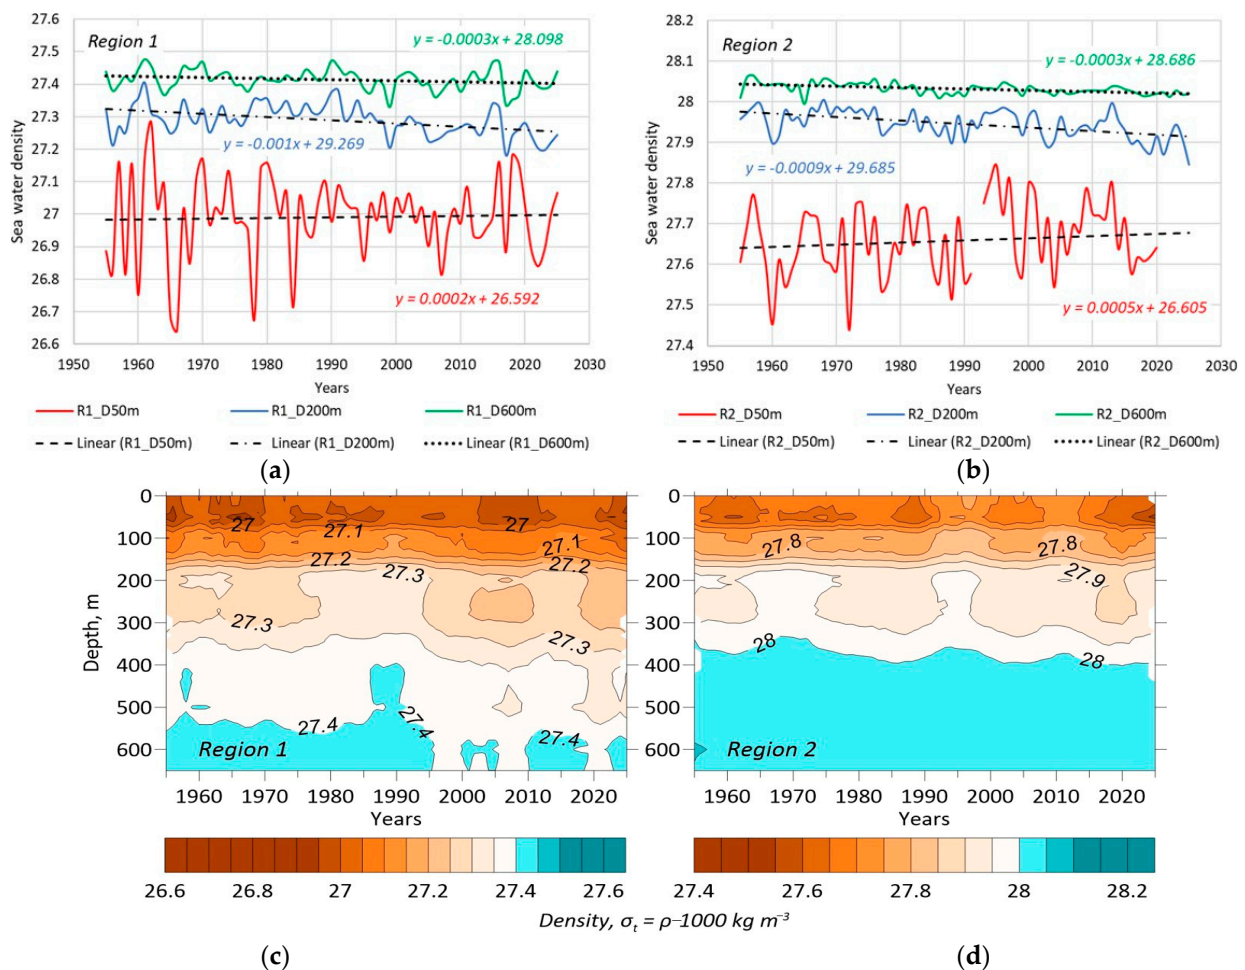 27.6
27.5
27.4
27.3
27.2
27.1
27
26.9
26.8
26.7
26.6
Sea water density
Region 1
y = -0.0003x + 28.098
y = -0.001x + 29.269
y = 0.0002x + 26.592
1950 1960 1970 1980 1990 2000 2010 2020 2030
Years
R1_D50m R1_D200m R1_D600m
Linear (R1_D50m) Linear (R1_D200m) Linear (R1_D600m)
(a)
28.2
28.1
28
27.9
27.8
27.7
27.6
27.5
27.4
Sea water density
Region 2
y = -0.0003x + 28.686
y = -0.0009x + 29.685
y = 0.0005x + 26.605
1950 1960 1970 1980 1990 2000 2010 2020 2030
Years
R2_D50m R2_D200m R2_D600m
Linear (R2_D50m) Linear (R2_D200m) Linear (R2_D600m)
(b)
0
100
200
300
400
500
600
Depth, m
27 27
27.1 27.1
27.2 27.2
27.3
27.3 27.3
27.4 27.4 27.4
Region 1
1960 1970 1980 1990 2000 2010 2020
Years
26.6 26.8 27 27.2 27.4 27.6
0
100
200
300
400
500
600
27.8 27.8
27.9
28 28
Region 2
1960 1970 1980 1990 2000 2010 2020
Years
27.4 27.6 27.8 28 28.2
Density, σt = ρ–1000 kg m⁻³
(c) (d)